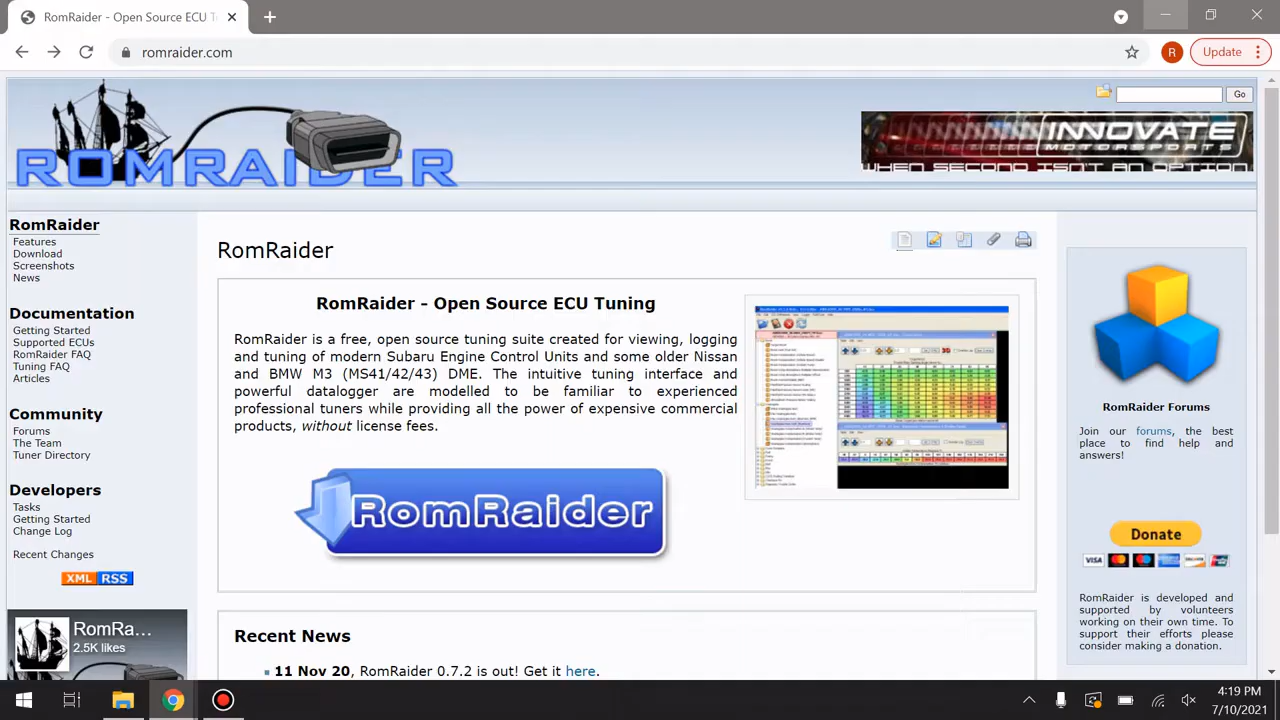 RomRaider - Open Source ECU T
romraider.com
R
Update
Go
ROMRAIDER
INNOVATE
MOTORSPORTS
WHEN SECOND ISN'T AN OPTION
RomRaider
Features
Download
Screenshots
News
Documentation
Getting Started
Supported ECUs
RomRaider FAQ
Tuning FAQ
Articles
Community
Forums
The Team
Tuner Discovery
Developers
Tasks
Getting Started
Change Log
Recent Changes
XML RSS
RomRa...
2.5K likes
RomRaider
RomRaider - Open Source ECU Tuning
RomRaider is a free, open source tuning suite created for viewing, logging
and tuning of modern Subaru Engine Control Units and some older Nissan
and BMW M3 (MS41/42/43) DME. The intuitive tuning interface and
powerful datalogger are modelled to be familiar to experienced
professional tuners while providing all the power of expensive commercial
products, without license fees.
RomRaider
Recent News
11 Nov 20, RomRaider 0.7.2 is out! Get it here.
RomRaider Forums
Join our forums, the best
place to find help and
answers!
Donate
VISA
RomRaider is developed and
supported by volunteers
working on their own time. To
support their efforts please
consider making a donation.
4:19 PM
7/10/2021